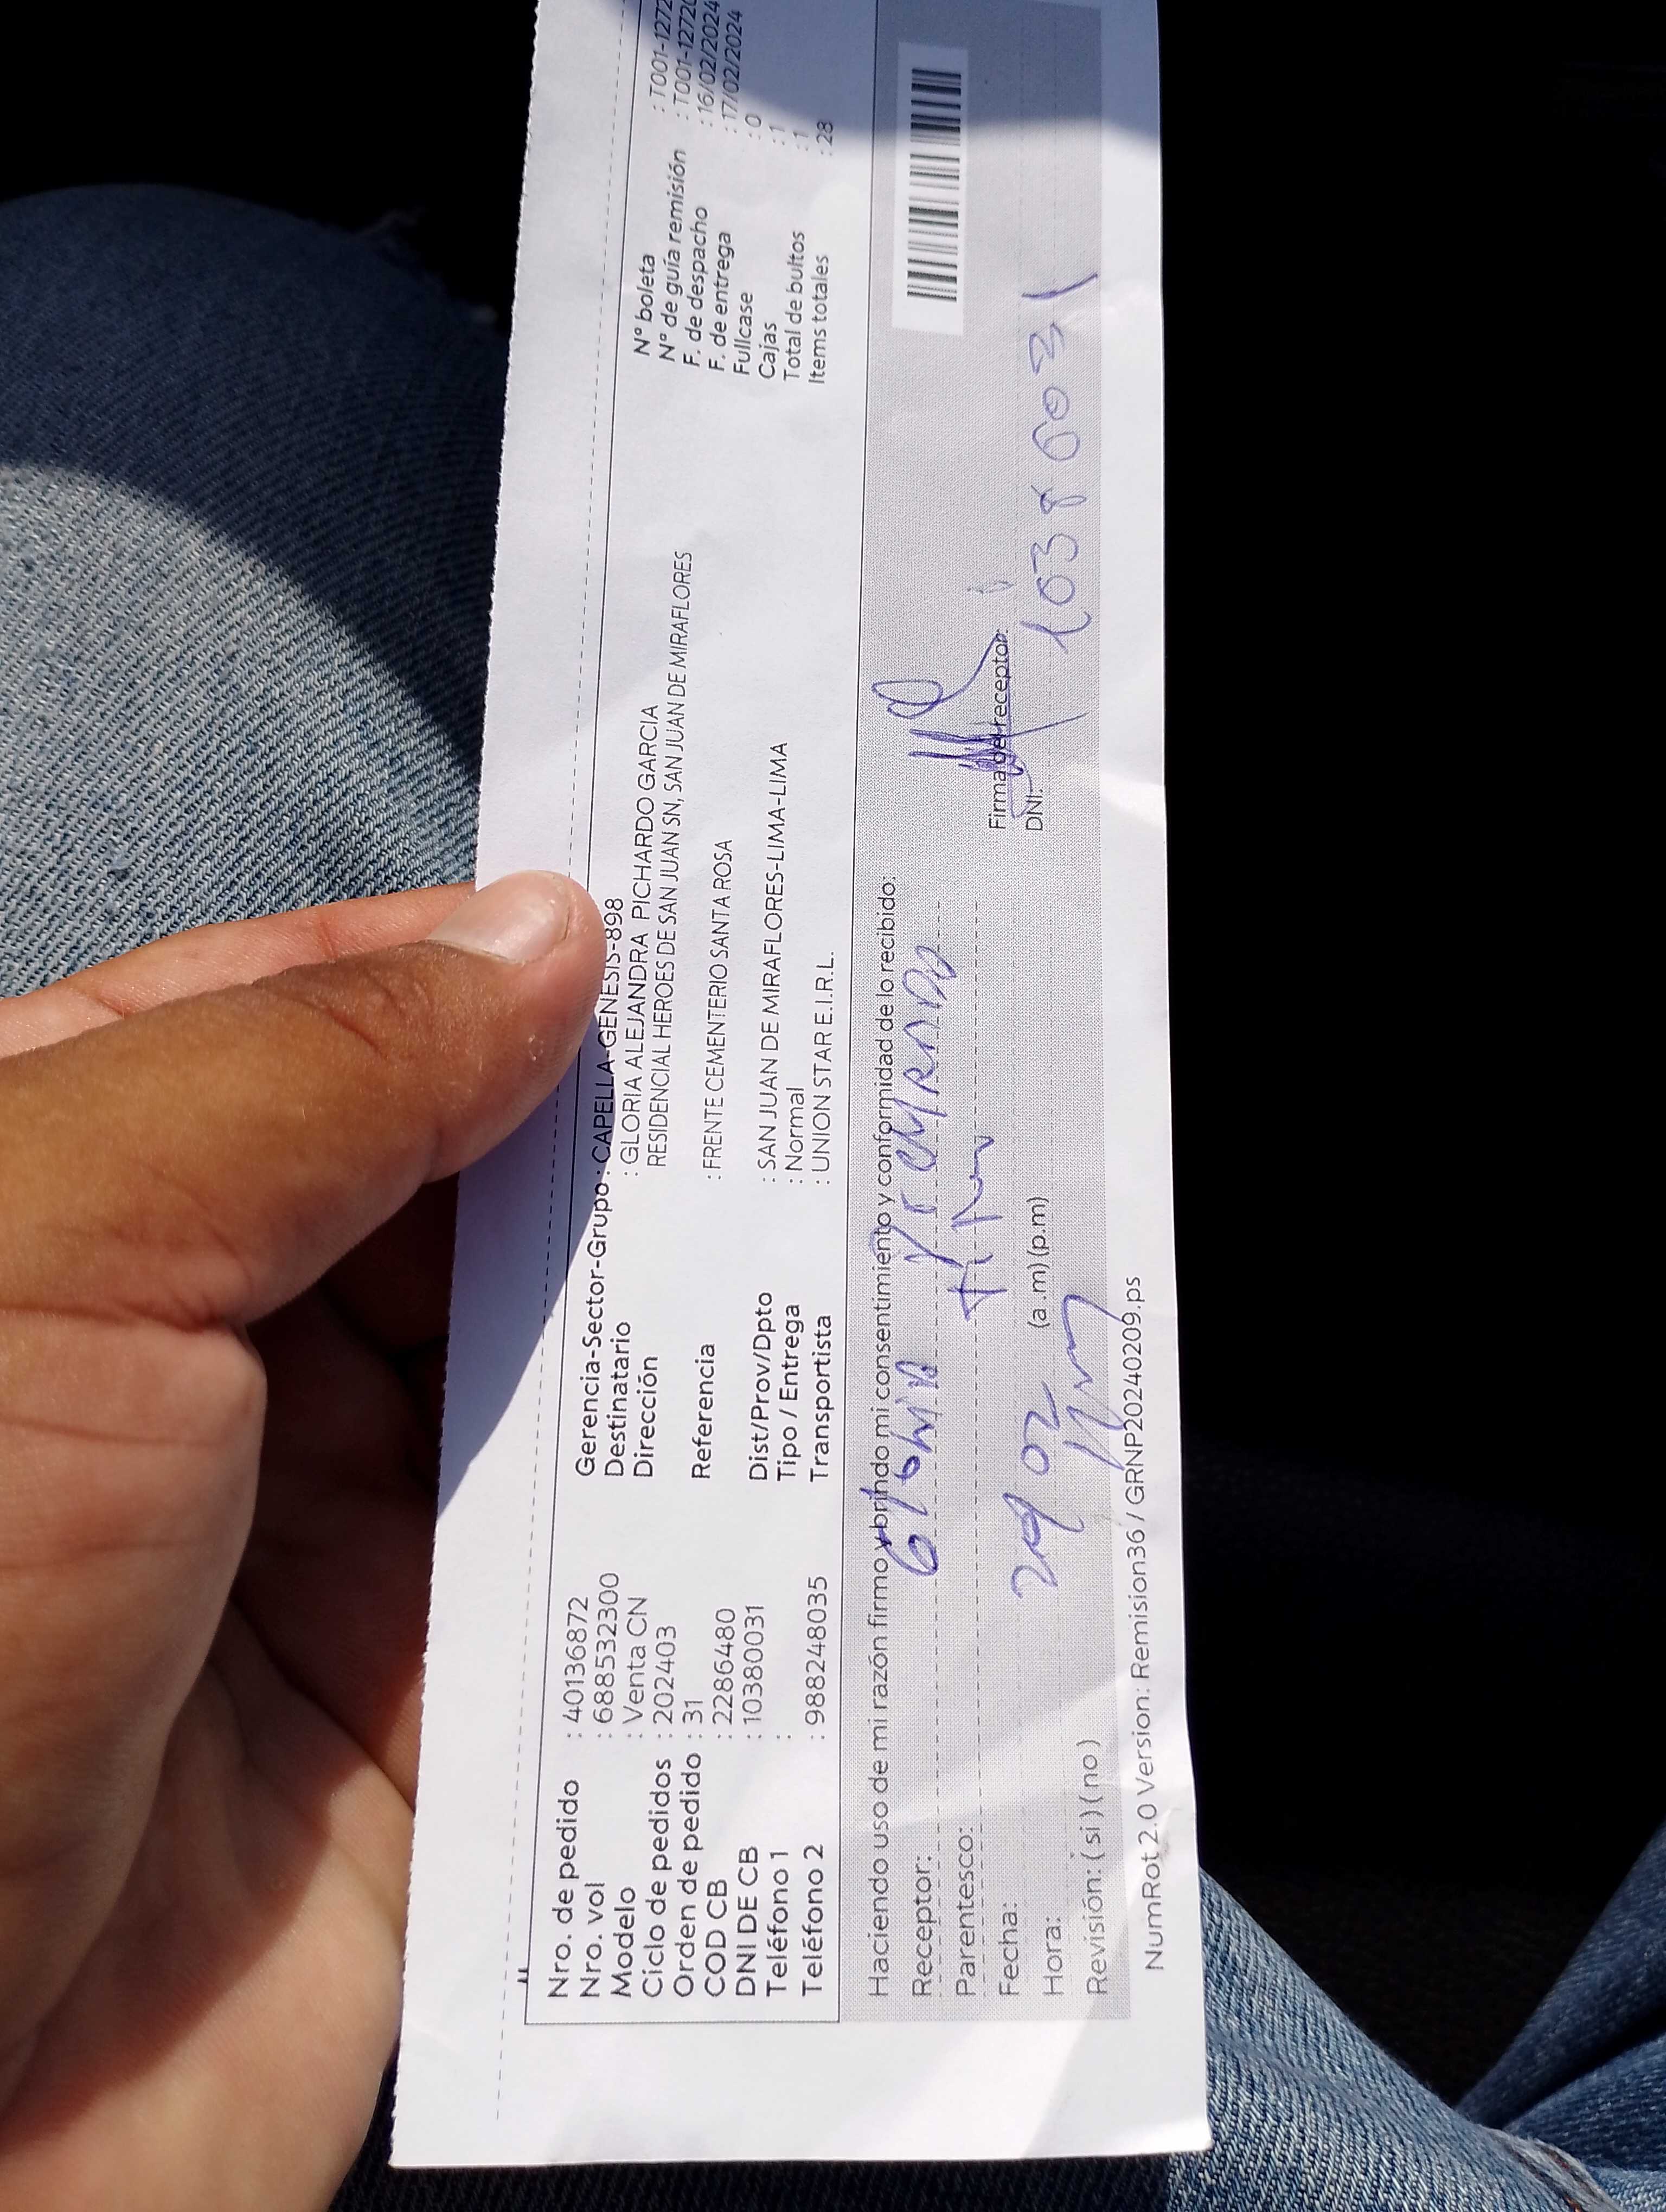 Nro. de pedido : 40136872
Nro. vol : 688532300
Modelo : Venta CN
Ciclo de pedidos : 202403
Orden de pedido : 31
COD CB : 2286480
DNI DE CB : 10380031
Teléfono 1 :
Teléfono 2 : 988248035
Gerencia-Sector-Grupo : CAPELLA-GENESIS-898
Destinatario : GLORIA ALEJANDRA PICHARDO GARCIA
Dirección RESIDENCIAL HEROES DE SAN JUAN SN, SAN JUAN DE MIRAFLORES
Referencia : FRENTE CEMENTERIO SANTA ROSA
Dist/Prov/Dpto : SAN JUAN DE MIRAFLORES-LIMA-LIMA
Tipo / Entrega : Normal
Transportista : UNION STAR E.I.R.L.
N° boleta : T001-1272
N° de guía remisión : T001-1272
F. de despacho : 16/02/2024
F. de entrega : 17/02/2024
Fullcase : 0
Cajas : 1
Total de bultos : 1
Items totales : 28
Haciendo uso de mi razón firmo y brindo mi consentimiento y conformidad de lo recibido:
Receptor:
Parentesco:
Fecha:
Hora: (a .m) (p.m)
Revisión: ( si ) ( no )
Firma del receptor:
DNI:
NumRot 2.0 Version: Remision36 / GRNP20240209.ps